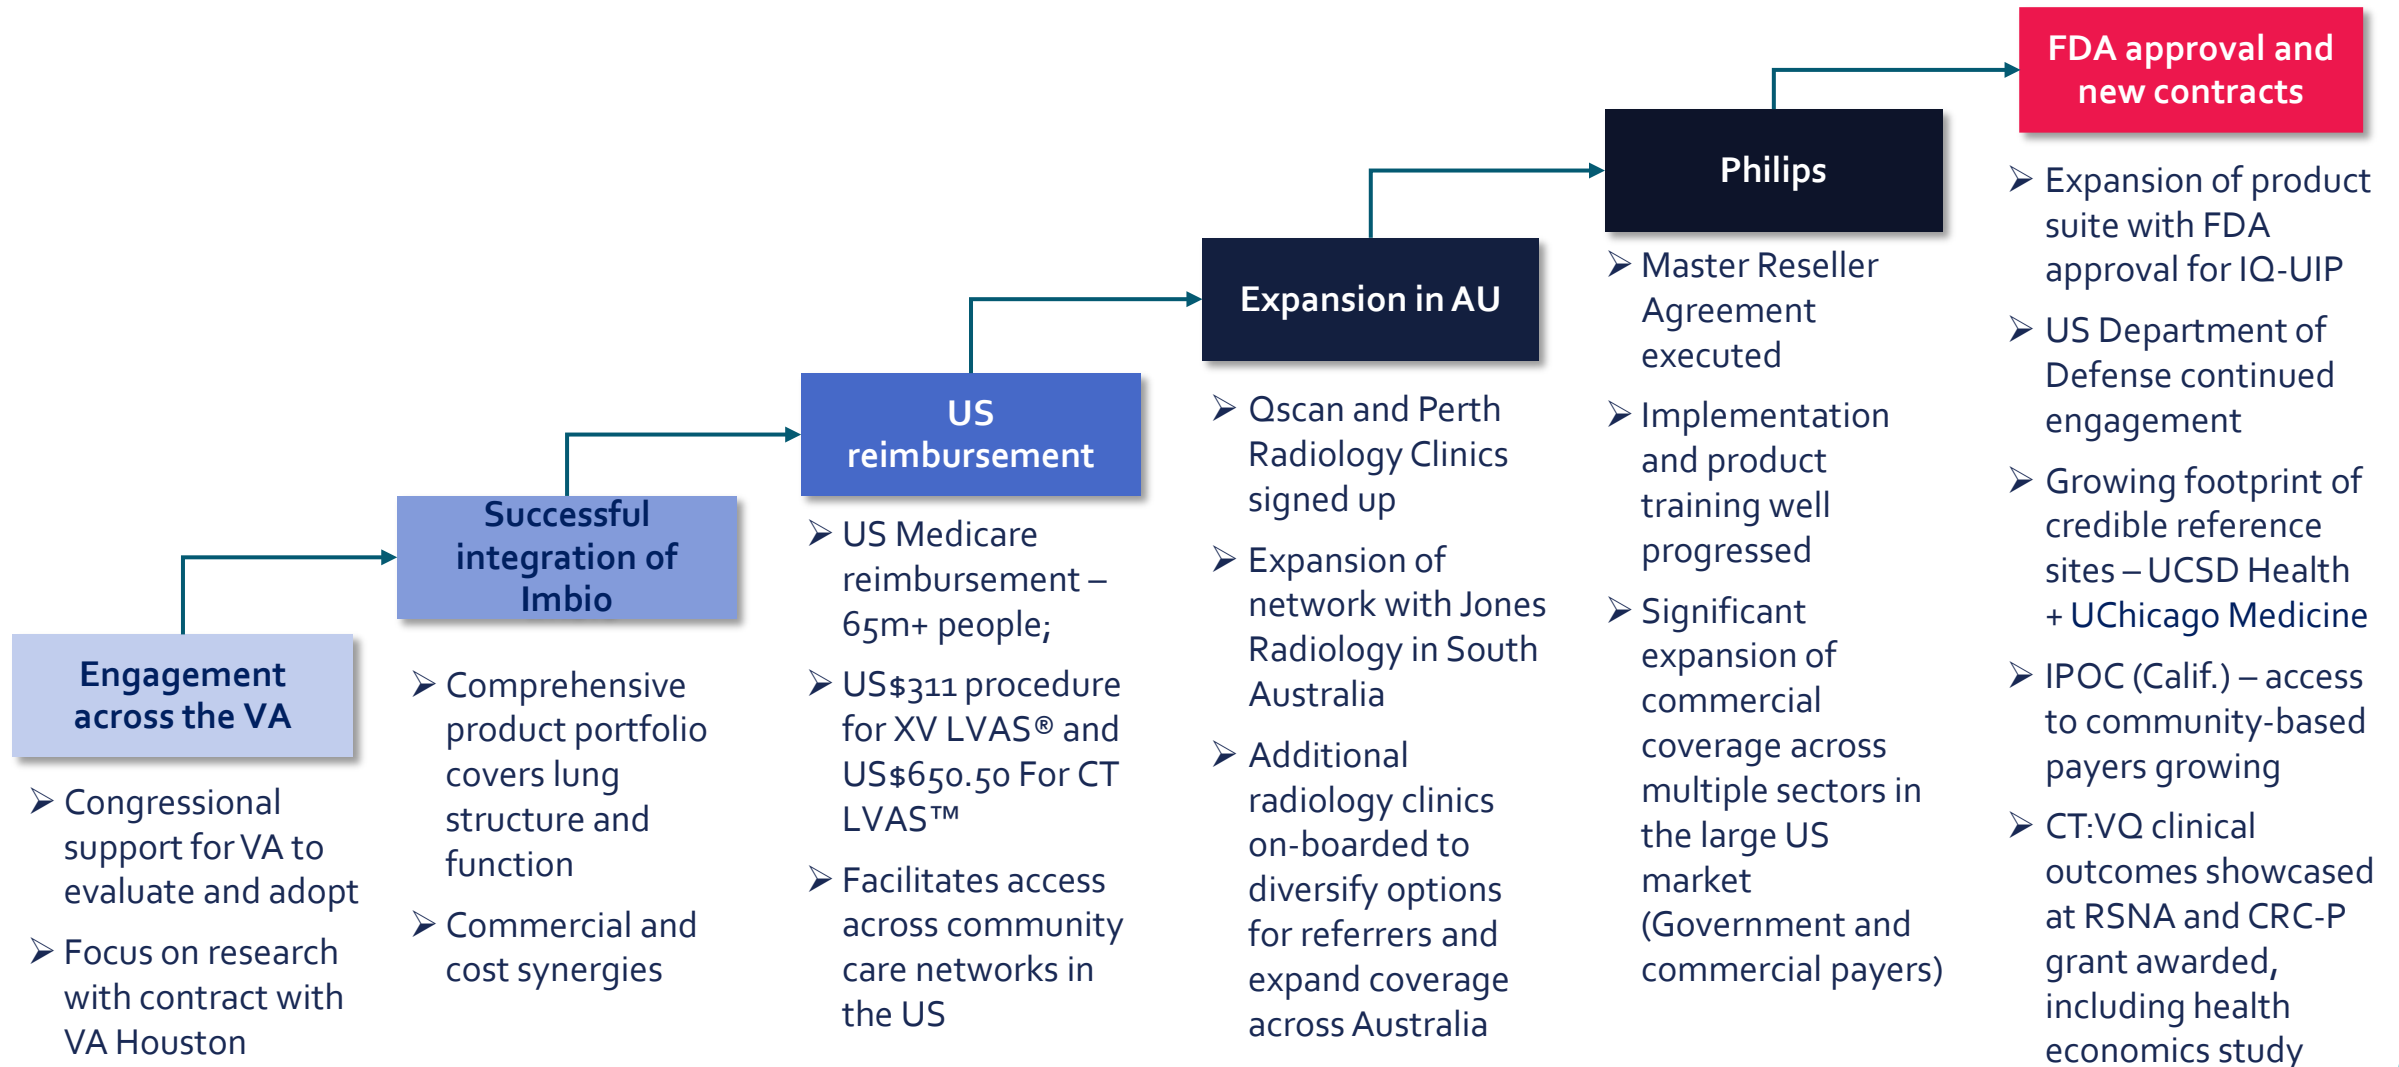 Engagement
across the VA
➢ Congressional
support for VA to
evaluate and adopt
➢ Focus on research
with contract with
VA Houston
Successful
integration of
Imbio
➢ Comprehensive
product portfolio
covers lung
structure and
function
➢ Commercial and
cost synergies
US
reimbursement
➢ US Medicare
reimbursement –
65m+ people;
➢ US$311 procedure
for XV LVAS® and
US$650.50 For CT
LVAS™
➢ Facilitates access
across community
care networks in
the US
Expansion in AU
➢ Qscan and Perth
Radiology Clinics
signed up
➢ Expansion of
network with Jones
Radiology in South
Australia
➢ Additional
radiology clinics
on-boarded to
diversify options
for referrers and
expand coverage
across Australia
Philips
➢ Master Reseller
Agreement
executed
➢ Implementation
and product
training well
progressed
➢ Significant
expansion of
commercial
coverage across
multiple sectors in
the large US
market
(Government and
commercial payers)
FDA approval and
new contracts
➢ Expansion of product
suite with FDA
approval for IQ-UIP
➢ US Department of
Defense continued
engagement
➢ Growing footprint of
credible reference
sites – UCSD Health
+ UChicago Medicine
➢ IPOC (Calif.) – access
to community-based
payers growing
➢ CT:VQ clinical
outcomes showcased
at RSNA and CRC-P
grant awarded,
including health
economics study